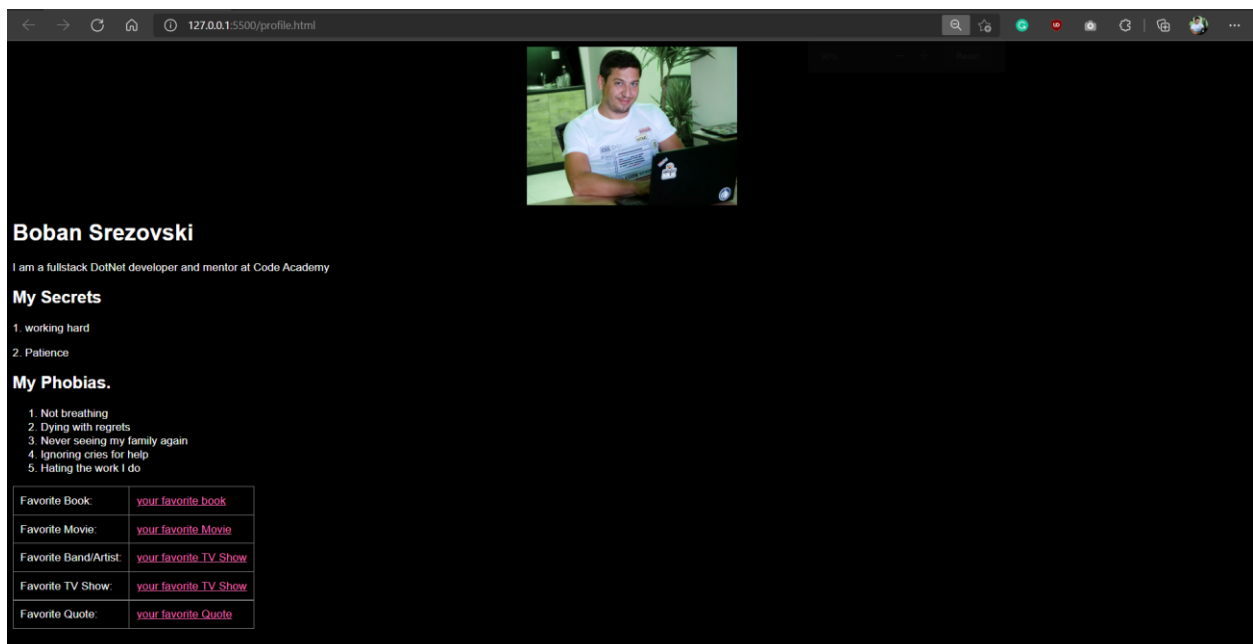 127.0.0.1:5500/profile.html
Boban Srezovski
I am a fullstack DotNet developer and mentor at Code Academy
My Secrets
1. working hard
2. Patience
My Phobias.
1. Not breathing
2. Dying with regrets
3. Never seeing my family again
4. Ignoring cries for help
5. Hating the work I do
Favorite Book: your favorite book
Favorite Movie: your favorite Movie
Favorite Band/Artist: your favorite TV Show
Favorite TV Show: your favorite TV Show
Favorite Quote: your favorite Quote